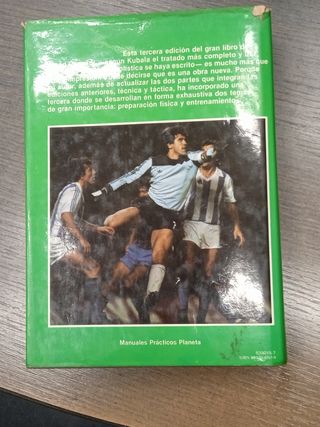 Esta tercera edición del gran libro de
un Kubala el tratado más completo y
lística se haya escrito— es mucho más que
decirse que es una obra nueva. Porque
autor, además de actualizar las dos partes que integraban las
ediciones anteriores, técnica y táctica, ha incorporado una
tercera donde se desarrollan en forma exhaustiva dos temas
de gran importancia: preparación física y entrenamiento.
Manuales Prácticos Planeta